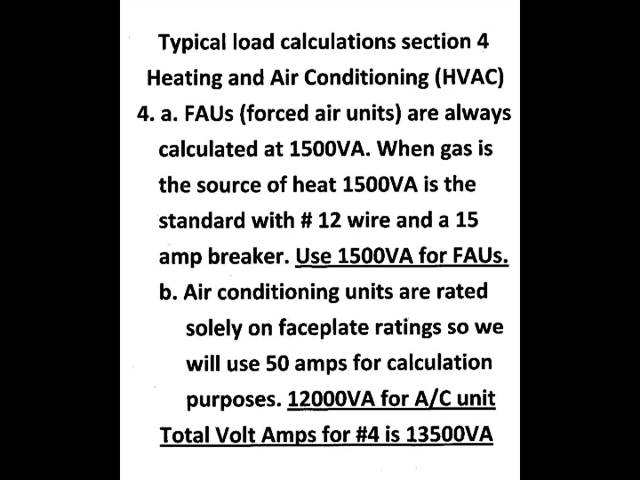 Typical load calculations section 4
Heating and Air Conditioning (HVAC)
4. a. FAUs (forced air units) are always
calculated at 1500VA. When gas is
the source of heat 1500VA is the
standard with # 12 wire and a 15
amp breaker. Use 1500VA for FAUs.
b. Air conditioning units are rated
solely on faceplate ratings so we
will use 50 amps for calculation
purposes. 12000VA for A/C unit
Total Volt Amps for #4 is 13500VA